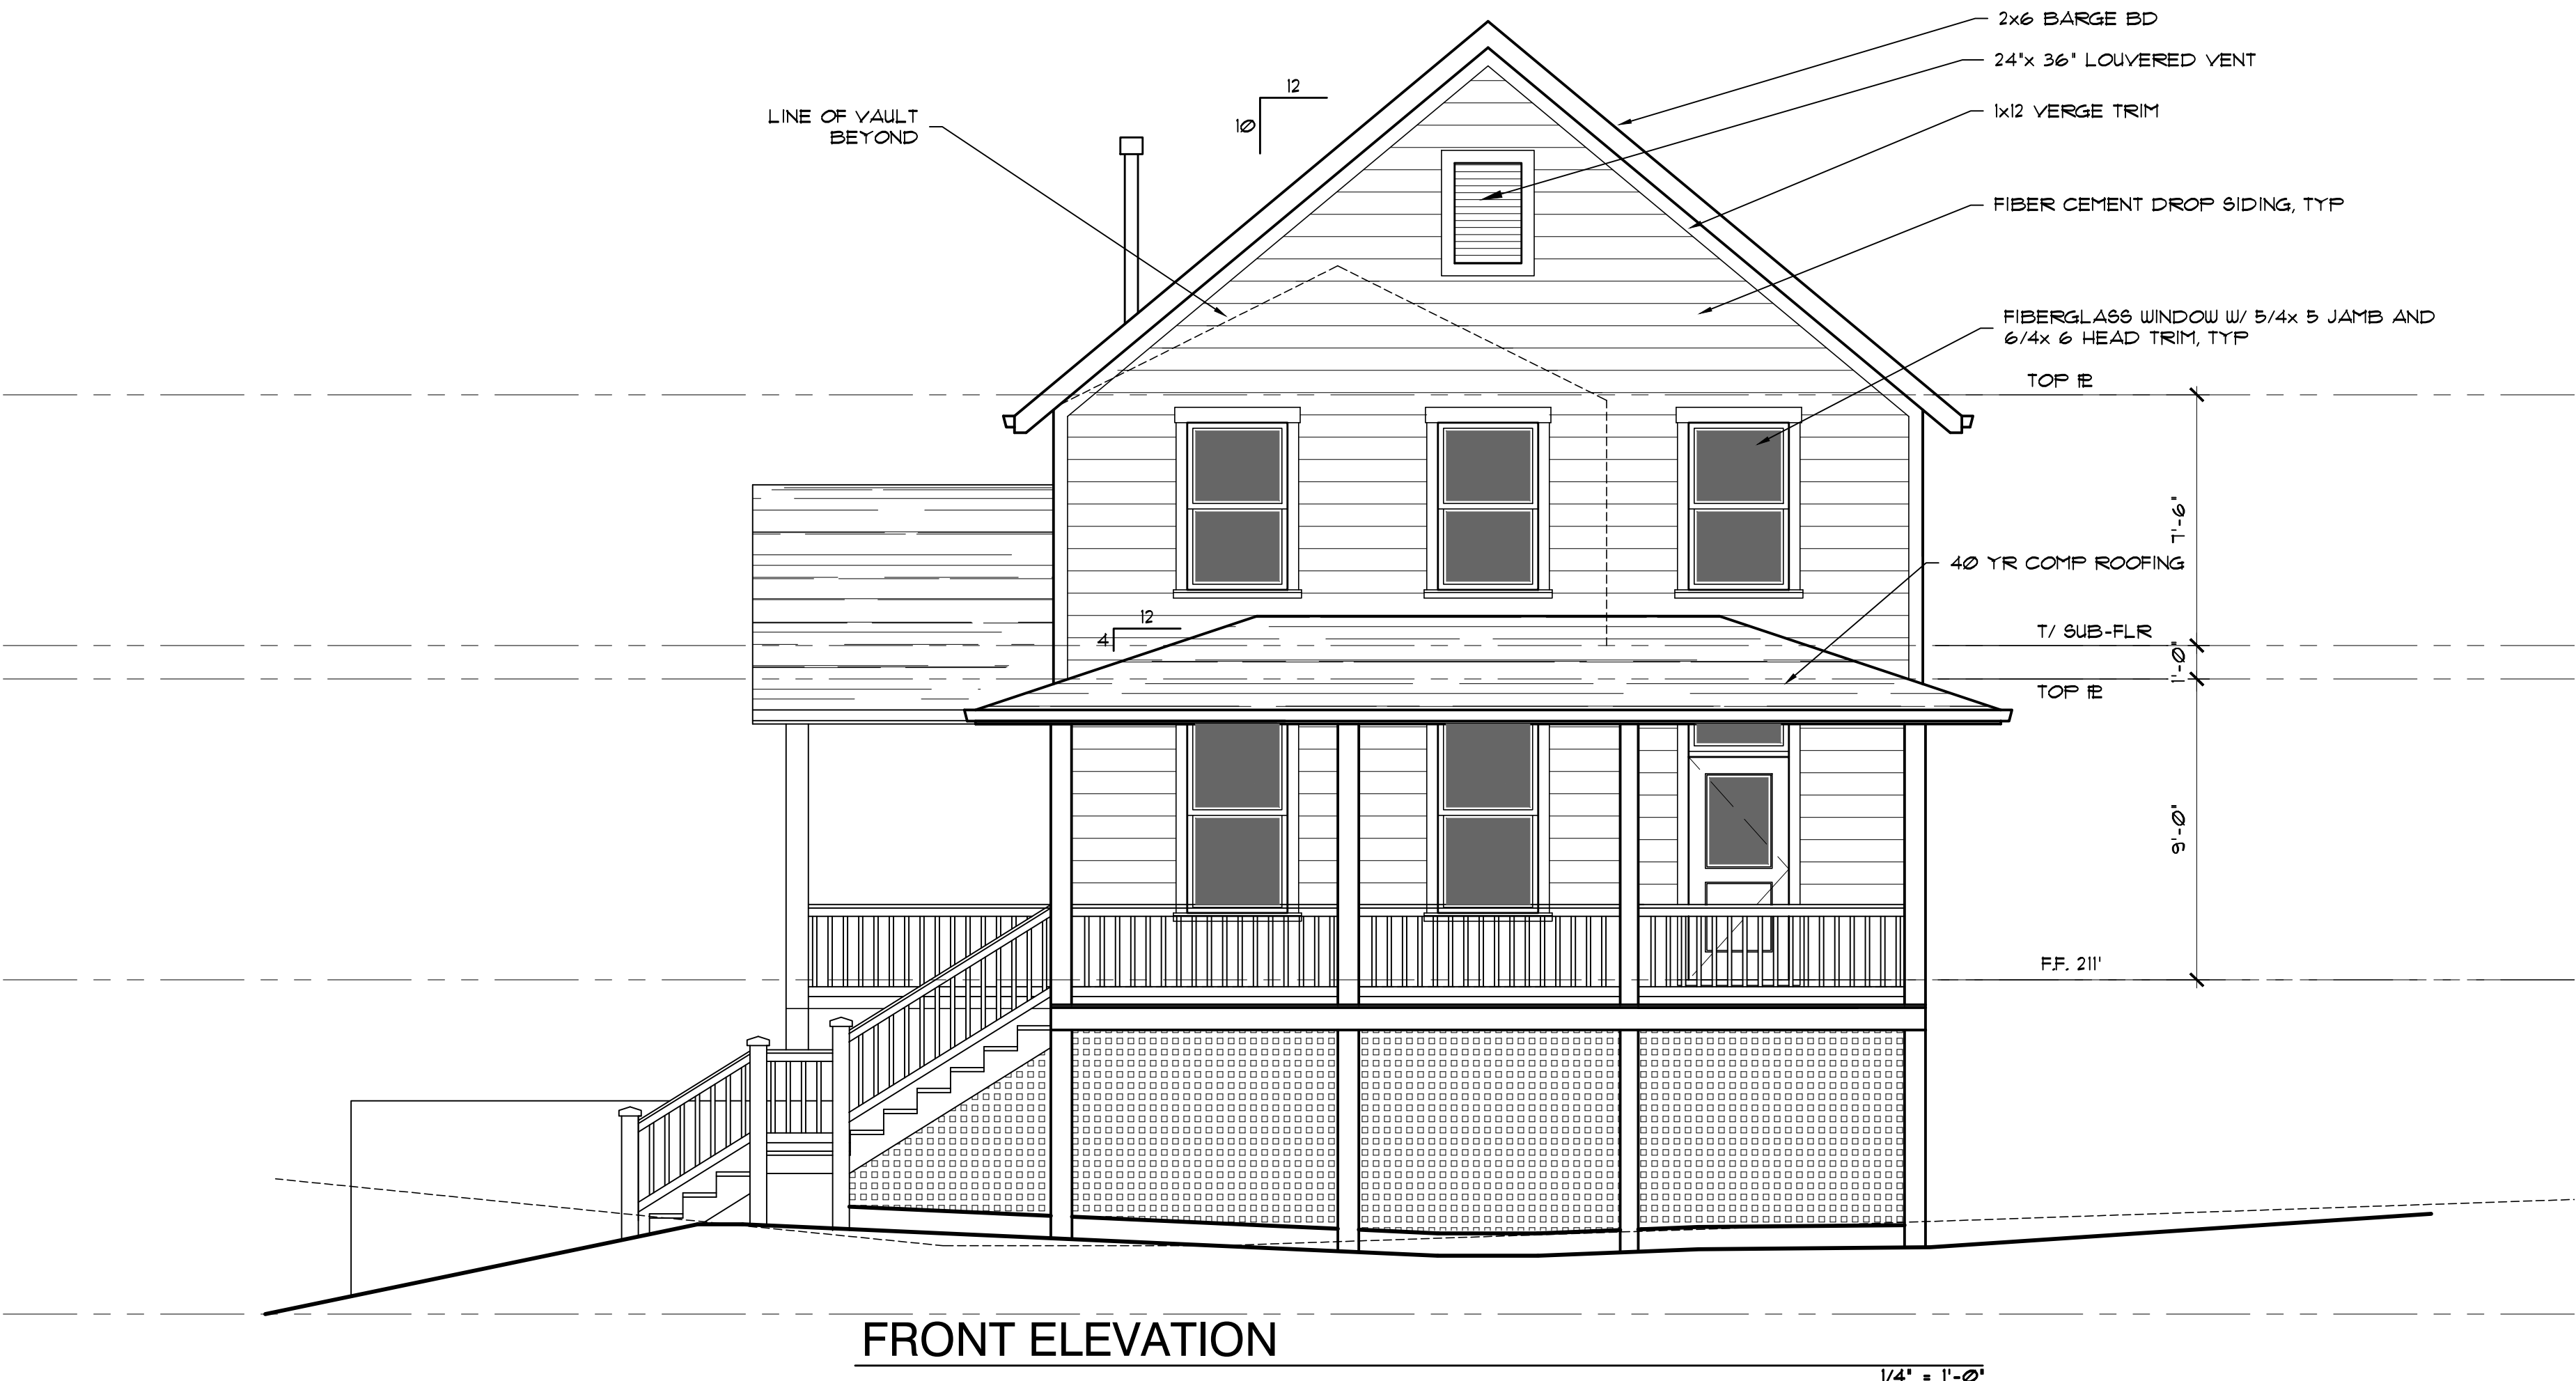 2x6 BARGE BD
24"x 36" LOUVERED VENT
12
10
LINE OF VAULT
BEYOND
1x12 VERGE TRIM
FIBER CEMENT DROP SIDING, TYP
FIBERGLASS WINDOW W/ 5/4x 5 JAMB AND
6/4x 6 HEAD TRIM, TYP
TOP PL
7'-6"
40 YR COMP ROOFING
12
4
T/ SUB-FLR
1'-0"
TOP PL
9'-0"
F.F. 211'
FRONT ELEVATION
1/4" = 1'-0"